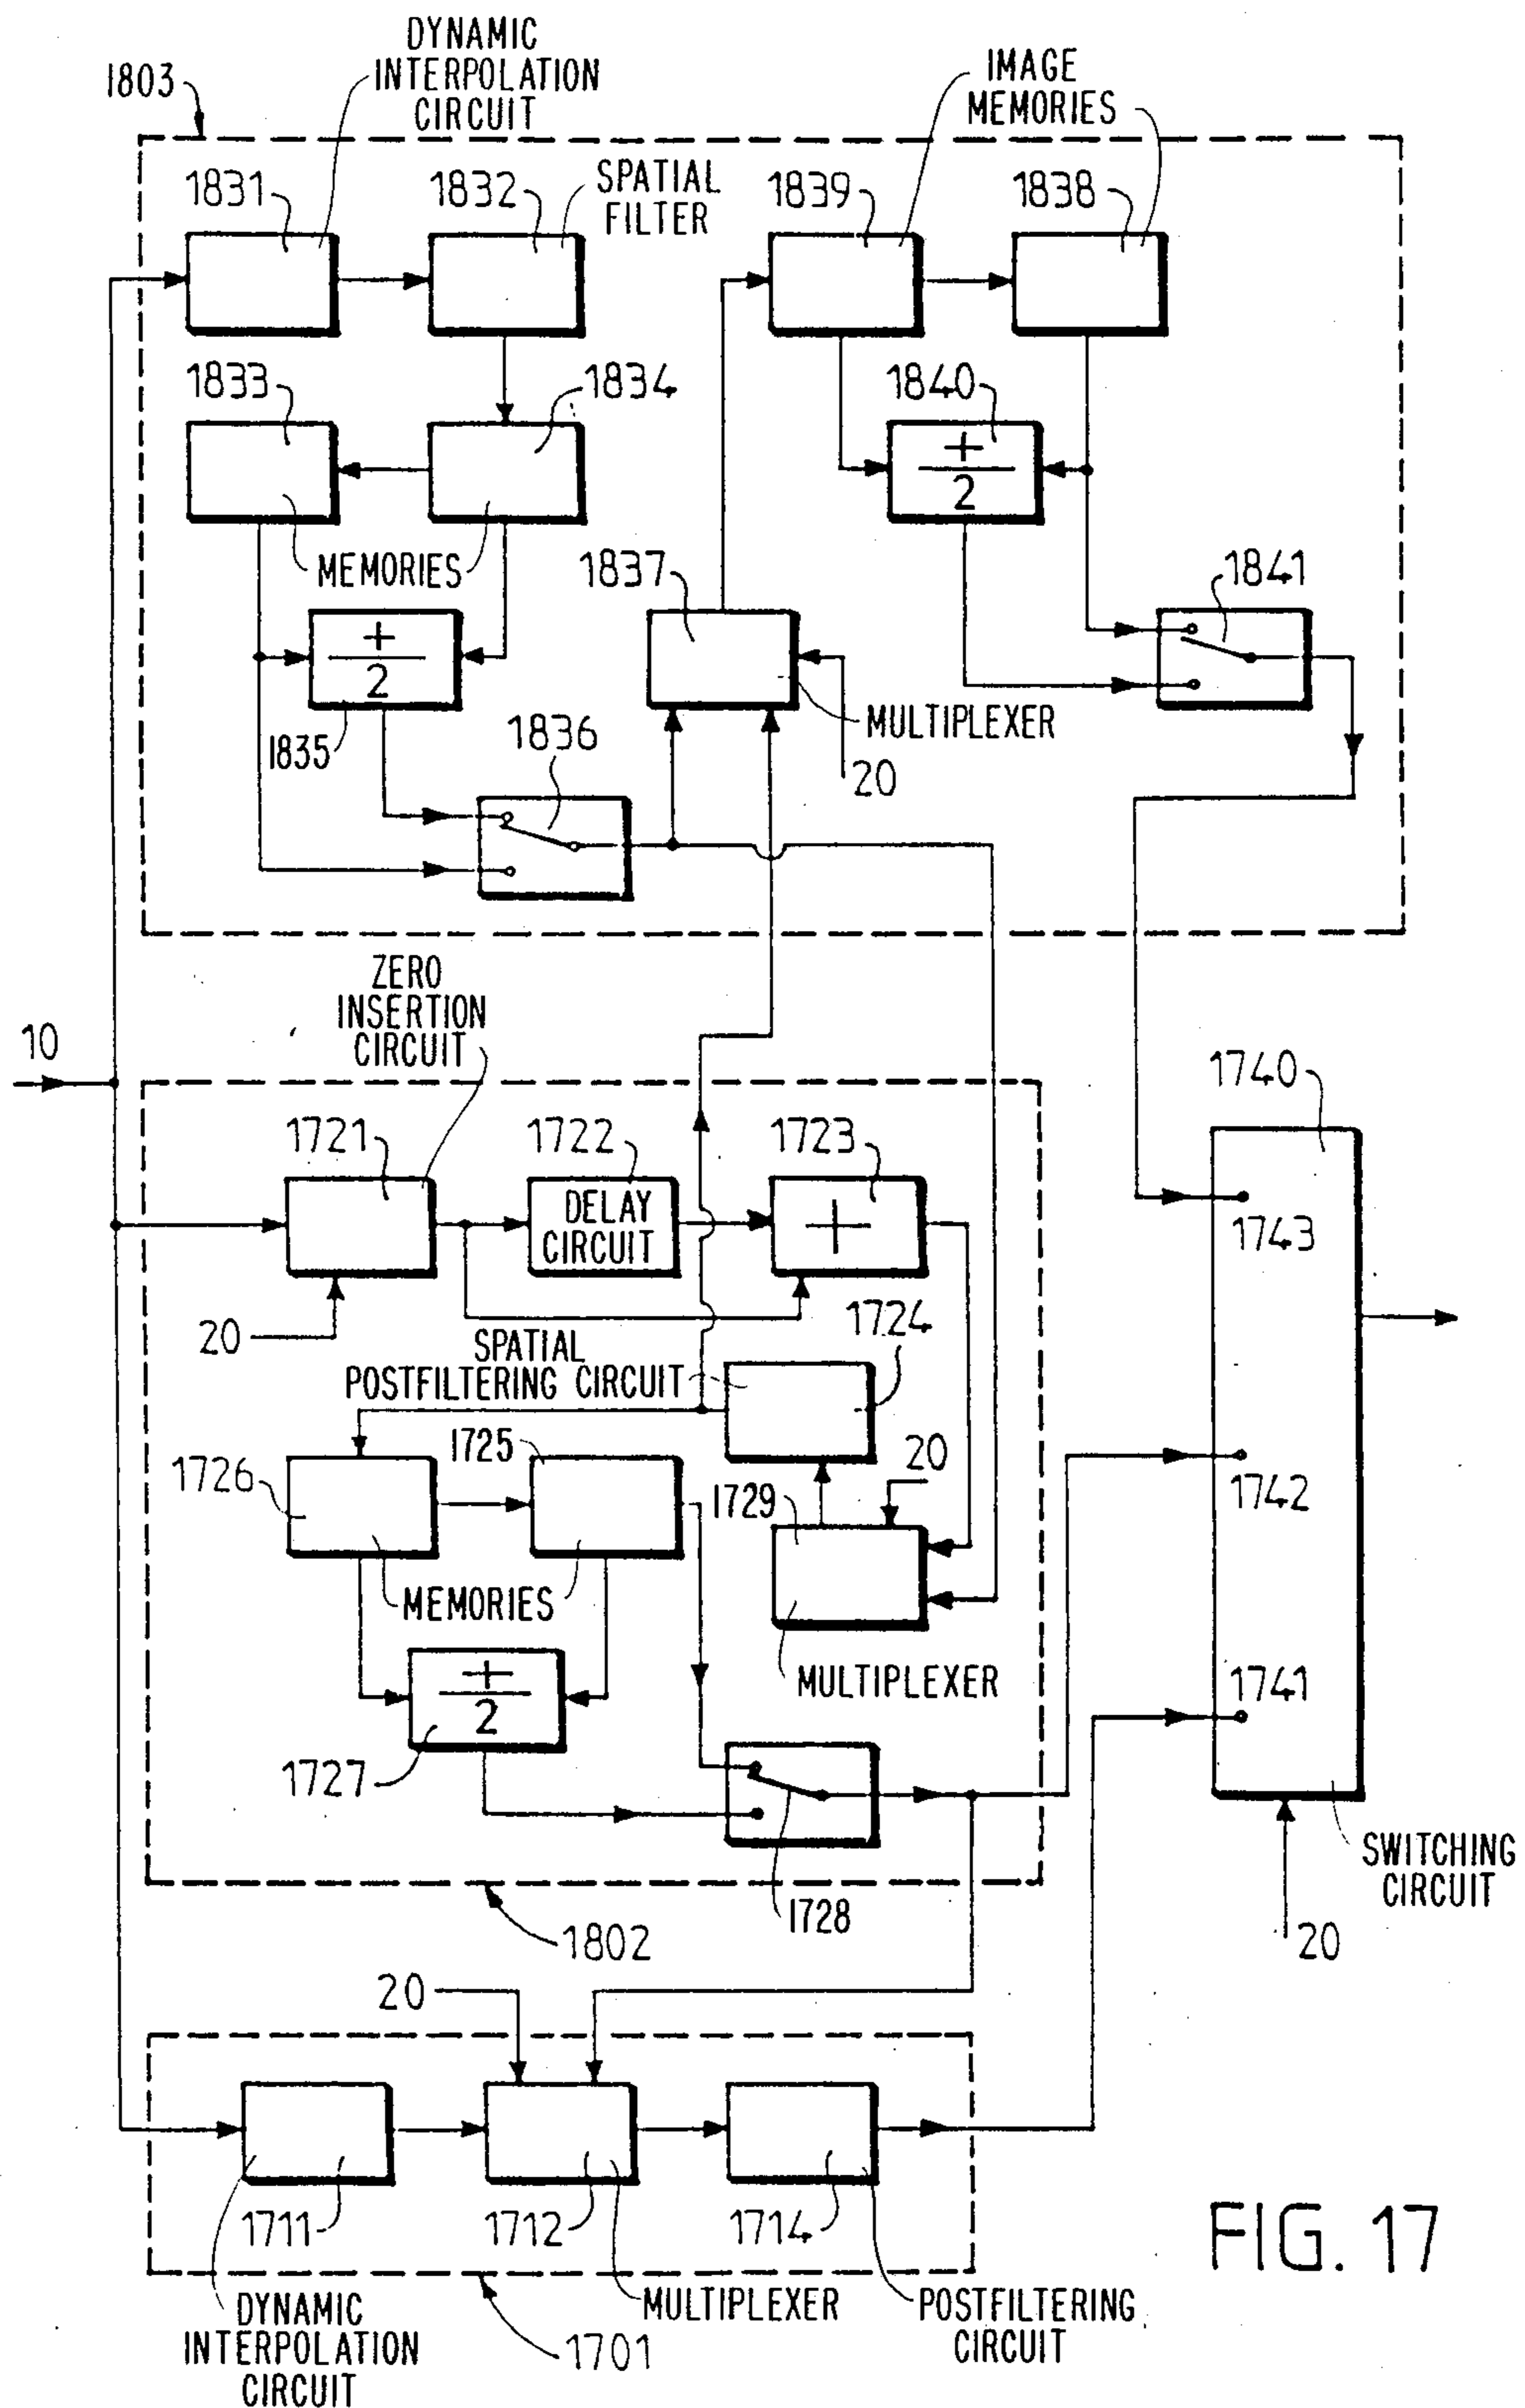 DYNAMIC
INTERPOLATION
CIRCUIT
1803
IMAGE
MEMORIES
1831
1832
SPATIAL
FILTER
1839
1838
1833
1834
1840
+
2
MEMORIES
1837
1841
+
2
1835
1836
MULTIPLEXER
20
ZERO
INSERTION
CIRCUIT
10
1740
1721
1722
1723
DELAY
CIRCUIT
+
1743
20
1724
SPATIAL
POSTFILTERING CIRCUIT
1726
1725
20
1729
1742
MEMORIES
MULTIPLEXER
+
2
1741
1727
1728
SWITCHING
CIRCUIT
1802
20
20
1711
1712
1714
FIG. 17
DYNAMIC
INTERPOLATION
CIRCUIT
1701
MULTIPLEXER
POSTFILTERING
CIRCUIT